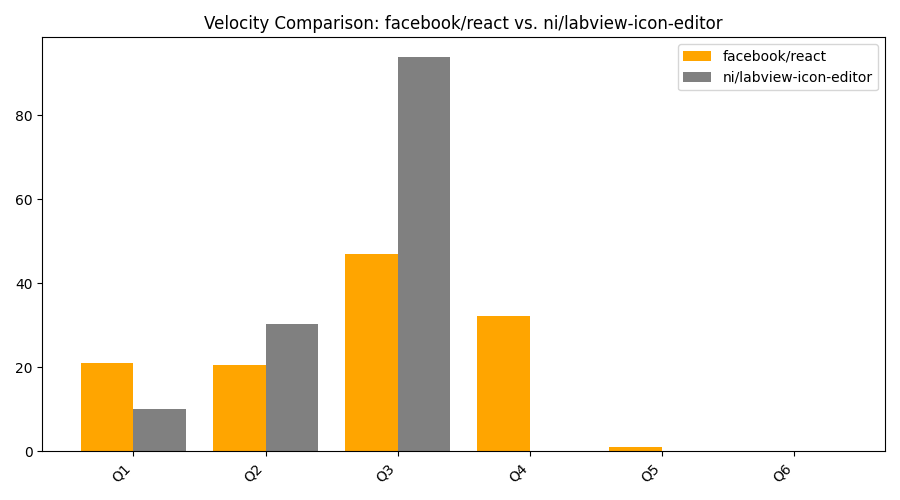 Velocity Comparison: facebook/react vs. ni/labview-icon-editor
facebook/react
ni/labview-icon-editor
80
60
40
20
0
Q1
Q2
Q3
Q4
Q5
Q6